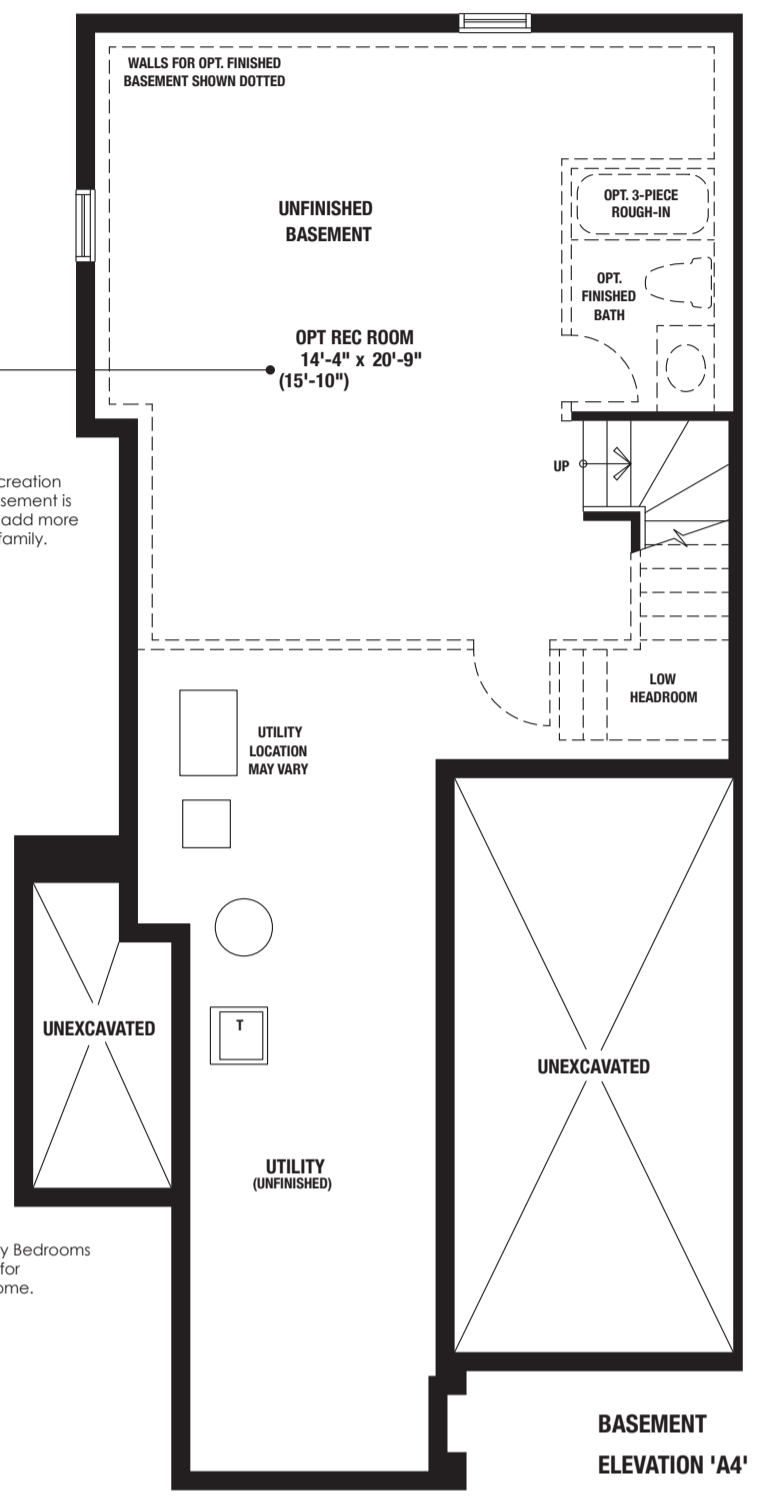 WALLS FOR OPT. FINISHED
BASEMENT SHOWN DOTTED
UNFINISHED
BASEMENT
OPT. 3-PIECE
ROUGH-IN
OPT.
FINISHED
BATH
OPT REC ROOM
14'-4" x 20'-9"
(15'-10")
UP
creation
sement is
add more
family.
LOW
HEADROOM
UTILITY
LOCATION
MAY VARY
T
UNEXCAVATED
UNEXCAVATED
UTILITY
(UNFINISHED)
y Bedrooms
for
ome.
BASEMENT
ELEVATION 'A4'